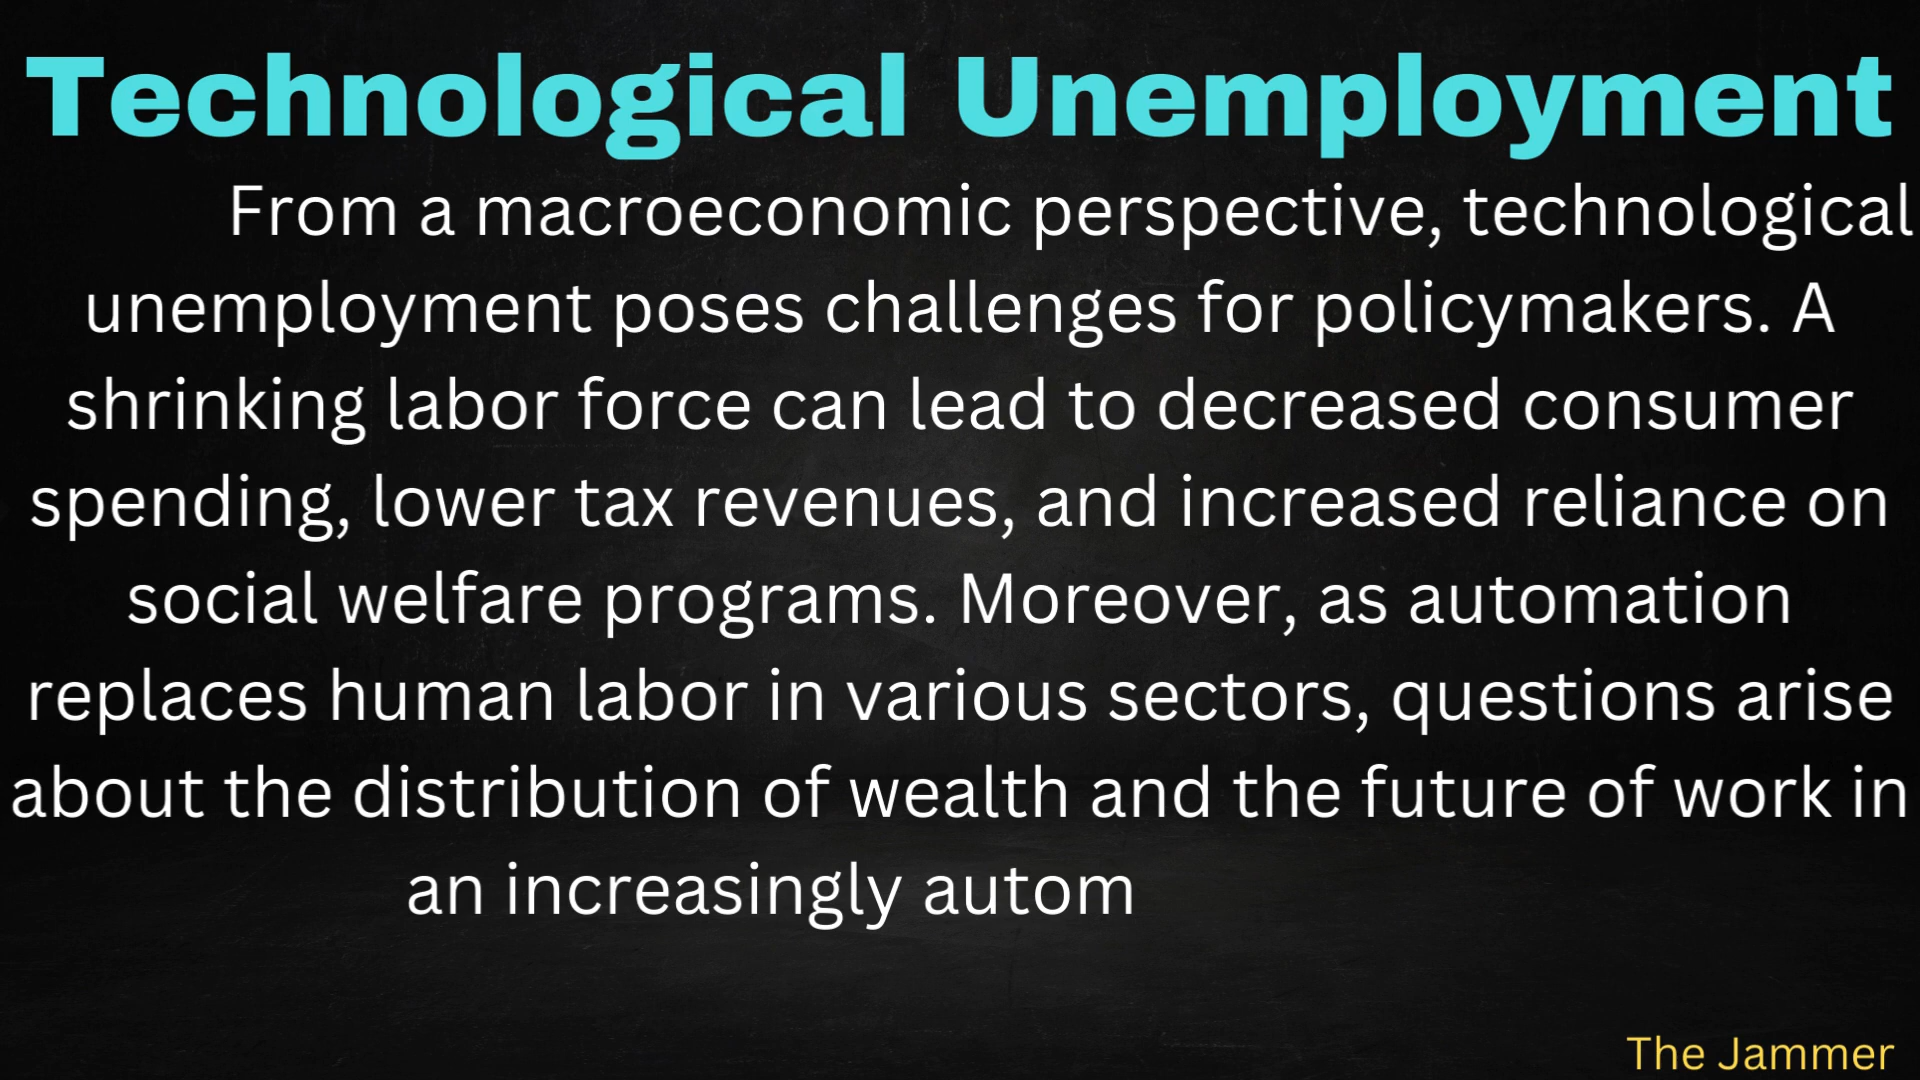 Technological Unemployment
From a macroeconomic perspective, technological
unemployment poses challenges for policymakers. A
shrinking labor force can lead to decreased consumer
spending, lower tax revenues, and increased reliance on
social welfare programs. Moreover, as automation
replaces human labor in various sectors, questions arise
about the distribution of wealth and the future of work in
an increasingly autom
The Jammer